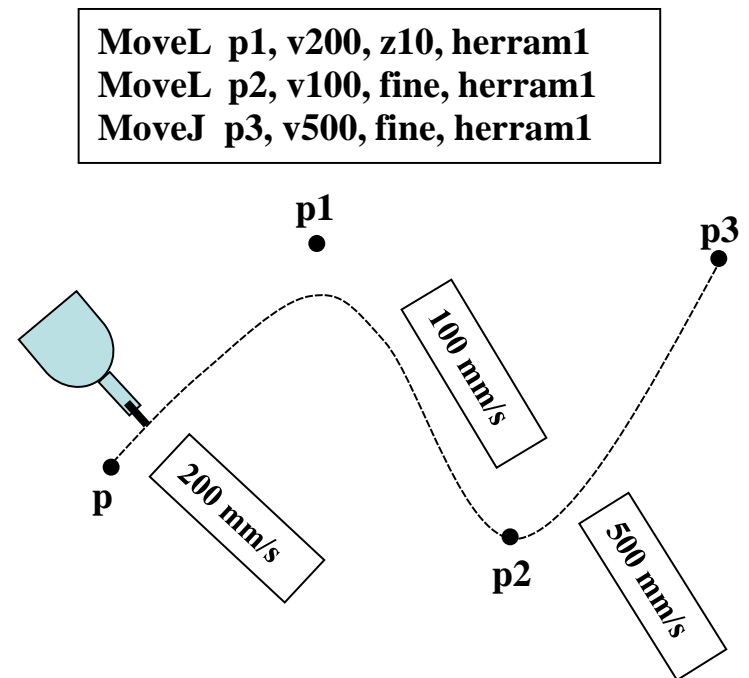 MoveL p1, v200, z10, herram1
MoveL p2, v100, fine, herram1
MoveJ p3, v500, fine, herram1
p1
p3
100 mm/s
p
200 mm/s
p2
500 mm/s